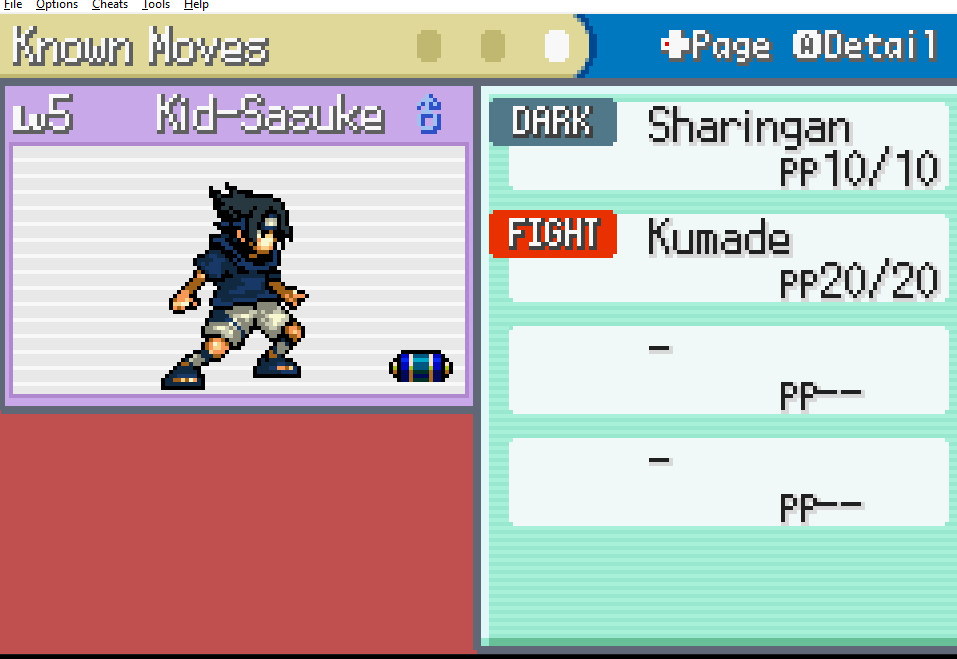 File Options Cheats Tools Help
Known Moves Page A Detail
Lv5 Kid-Sasuke
DARK Sharingan
PP10/10
FIGHT Kumade
PP20/20
–
PP--
–
PP--